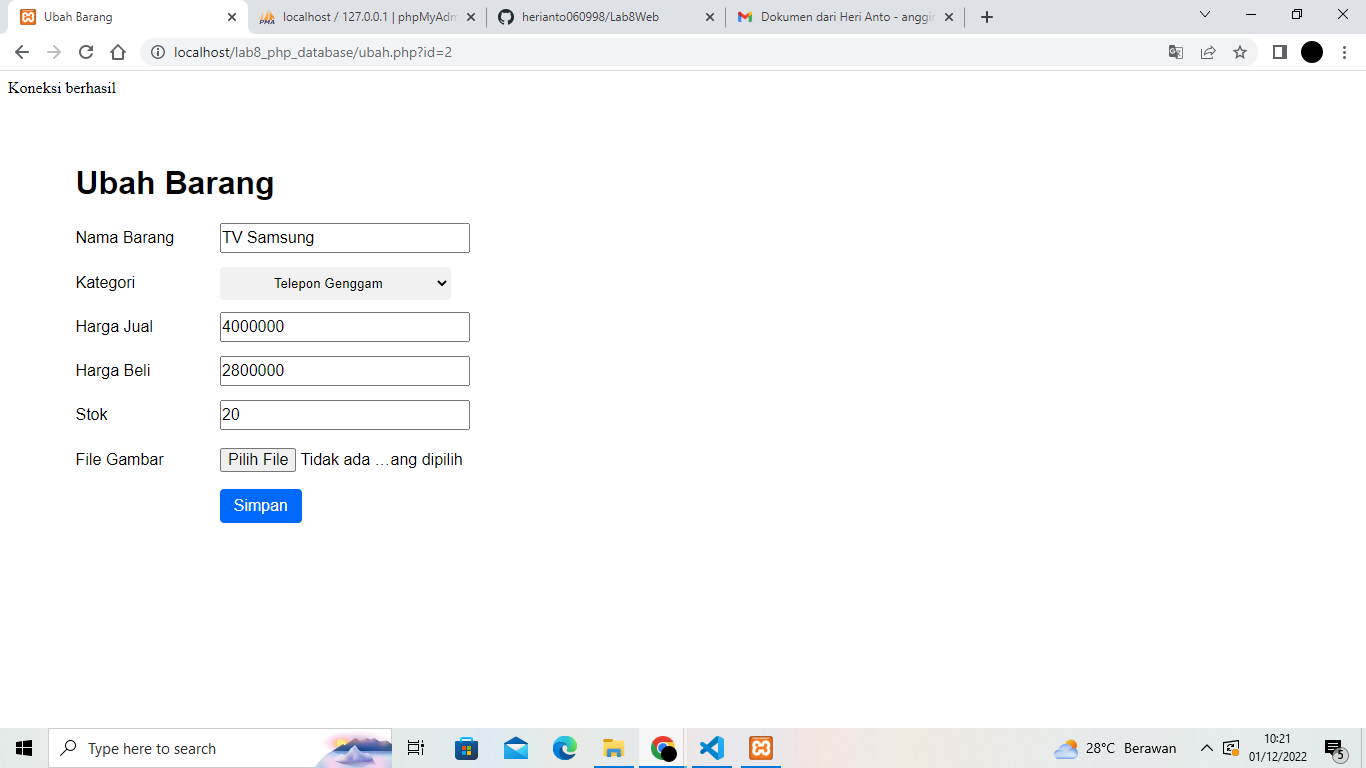 Ubah Barang
localhost / 127.0.0.1 | phpMyAdm
herianto060998/Lab8Web
Dokumen dari Heri Anto - anggir
localhost/lab8_php_database/ubah.php?id=2
Koneksi berhasil
Ubah Barang
Nama Barang TV Samsung
Kategori Telepon Genggam
Harga Jual 4000000
Harga Beli 2800000
Stok 20
File Gambar Pilih File Tidak ada …ang dipilih
Simpan
Type here to search
28°C Berawan
10:21
01/12/2022
5